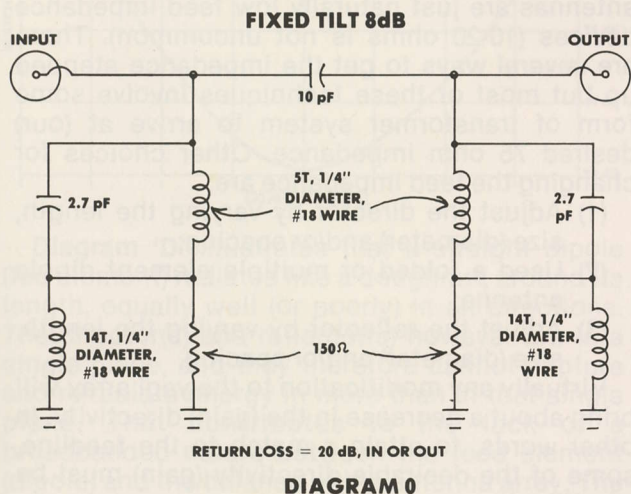 FIXED TILT 8dB
INPUT
OUTPUT
10 pF
2.7 pF
5T, 1/4"
DIAMETER,
#18 WIRE
2.7
pF
14T, 1/4"
DIAMETER,
#18 WIRE
150Ω
14T, 1/4"
DIAMETER,
#18
WIRE
RETURN LOSS = 20 dB, IN OR OUT
DIAGRAM 0